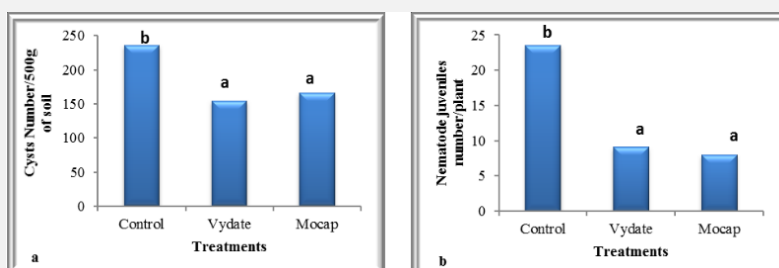 Cysts Number/500g
of soil
250
200
150
100
50
0
b
a
a
Control Vydate Mocap
Treatments
a
Nematode juveniles
number/plant
25
20
15
10
5
0
b
a
a
Control Vydate Mocap
Treatments
b